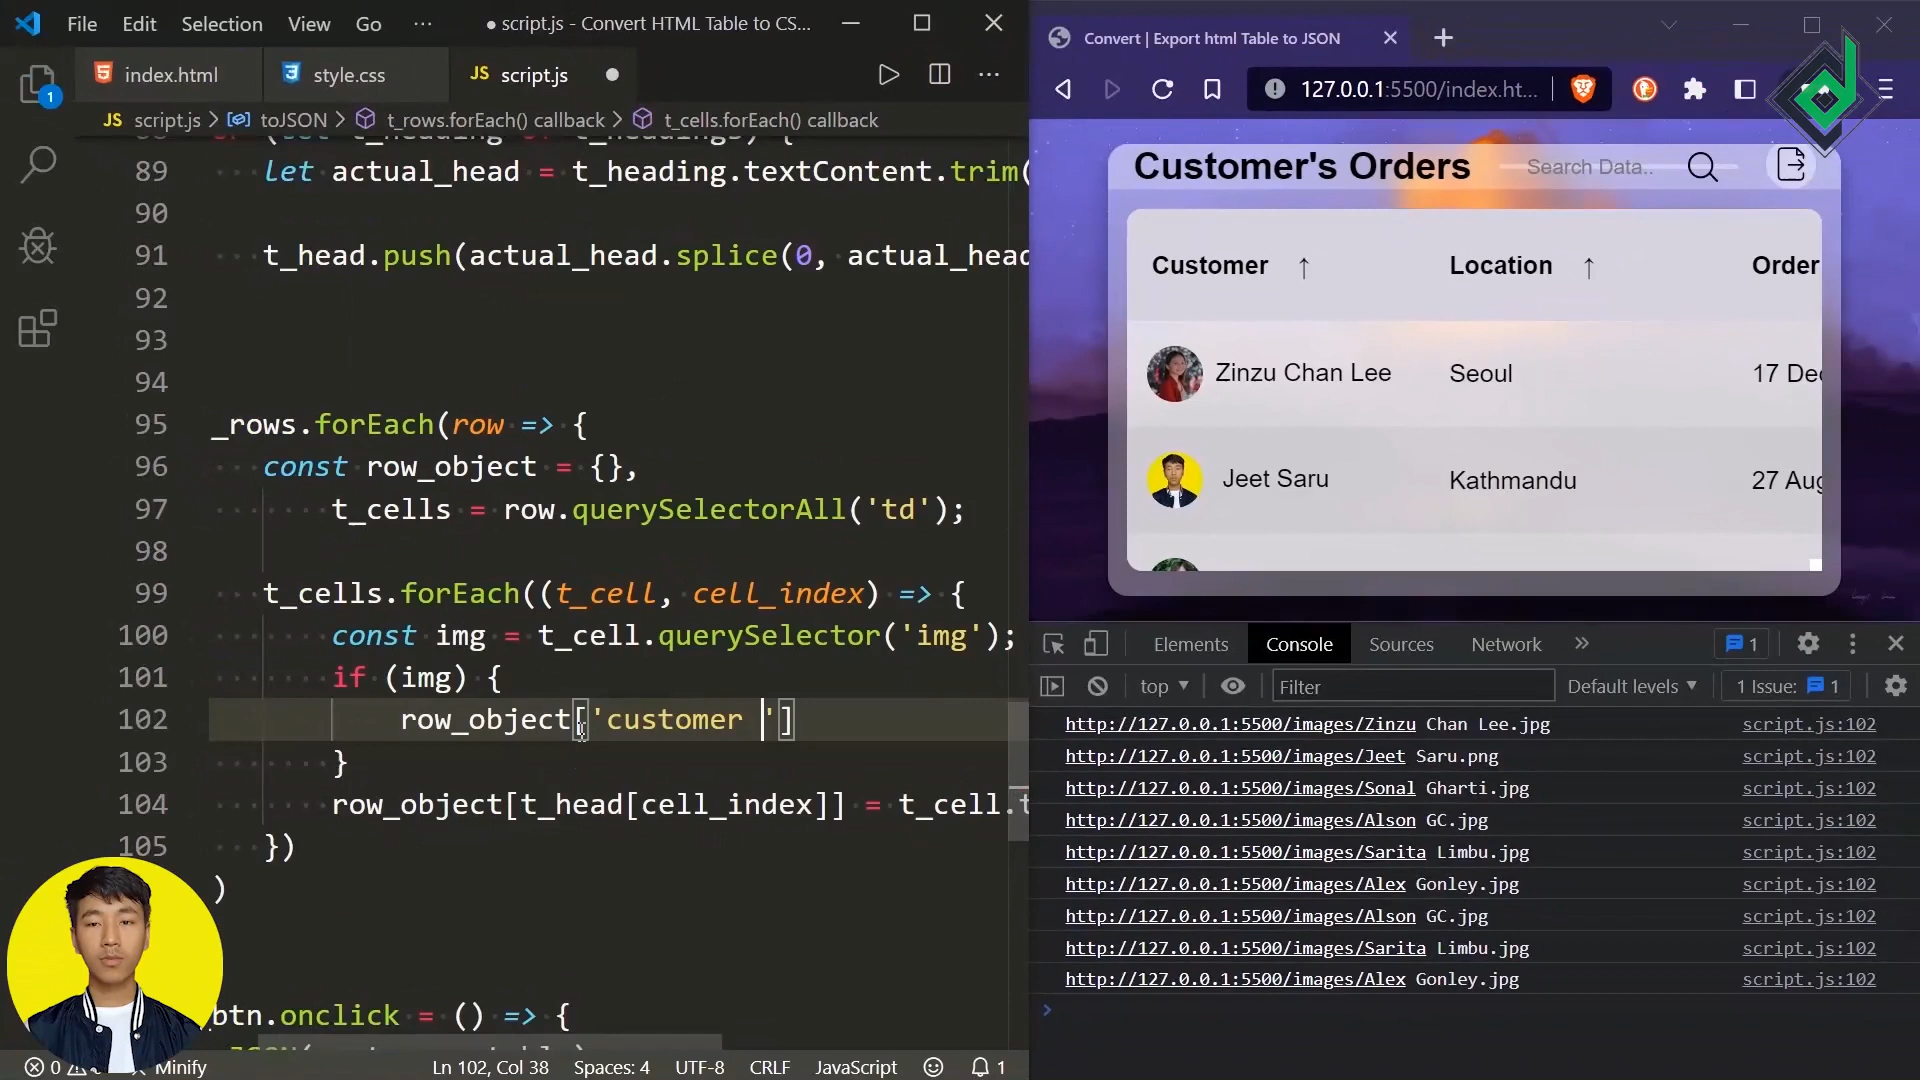 File Edit Selection View Go ··· ● script.js - Convert HTML Table to CS...
index.html style.css JS script.js ●
JS script.js > toJSON > t_rows.forEach() callback > t_cells.forEach() callback
89 let actual_head = t_heading.textContent.trim(
90
91 t_head.push(actual_head.splice(0, actual_head
92
93
94
95 _rows.forEach(row => {
96 const row_object = {},
97 t_cells = row.querySelectorAll('td');
98
99 t_cells.forEach((t_cell, cell_index) => {
100 const img = t_cell.querySelector('img');
101 if (img) {
102 row_object['customer ']
103 }
104 row_object[t_head[cell_index]] = t_cell.t
105 })
)
btn.onclick = () => {
0 Minify Ln 102, Col 38 Spaces: 4 UTF-8 CRLF JavaScript 1
1
Convert | Export html Table to JSON
127.0.0.1:5500/index.ht...
Customer's Orders Search Data..
Customer ↑ Location ↑ Order
Zinzu Chan Lee Seoul 17 Dec
Jeet Saru Kathmandu 27 Aug
Elements Console Sources Network » 1
top Filter Default levels 1 Issue: 1
http://127.0.0.1:5500/images/Zinzu Chan Lee.jpg script.js:102
http://127.0.0.1:5500/images/Jeet Saru.png script.js:102
http://127.0.0.1:5500/images/Sonal Gharti.jpg script.js:102
http://127.0.0.1:5500/images/Alson GC.jpg script.js:102
http://127.0.0.1:5500/images/Sarita Limbu.jpg script.js:102
http://127.0.0.1:5500/images/Alex Gonley.jpg script.js:102
http://127.0.0.1:5500/images/Alson GC.jpg script.js:102
http://127.0.0.1:5500/images/Sarita Limbu.jpg script.js:102
http://127.0.0.1:5500/images/Alex Gonley.jpg script.js:102